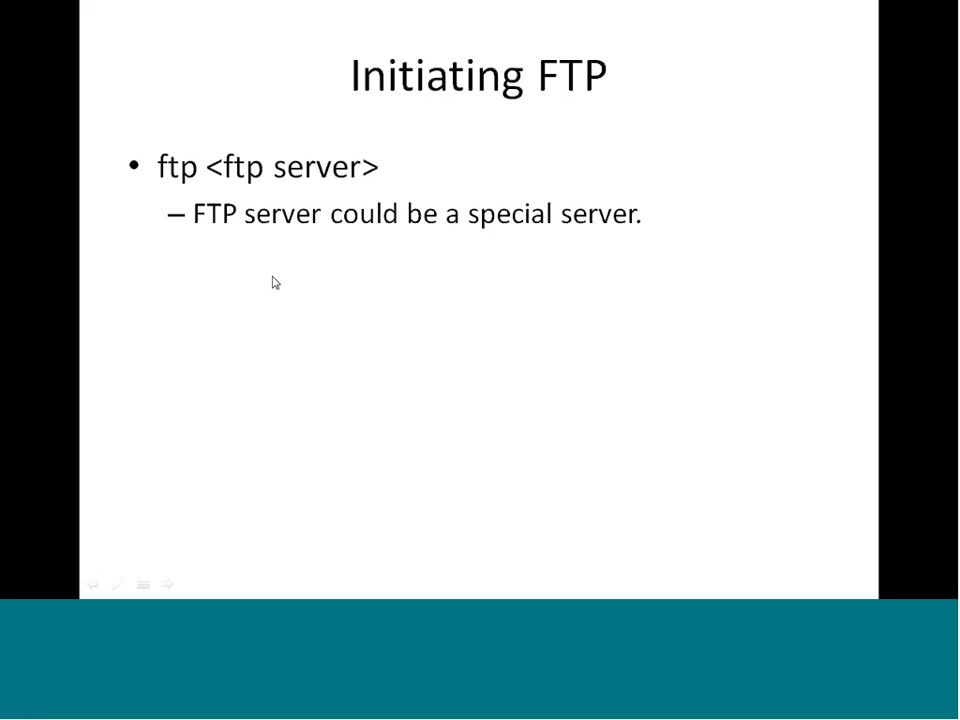 Initiating FTP
• ftp <ftp server>
– FTP server could be a special server.